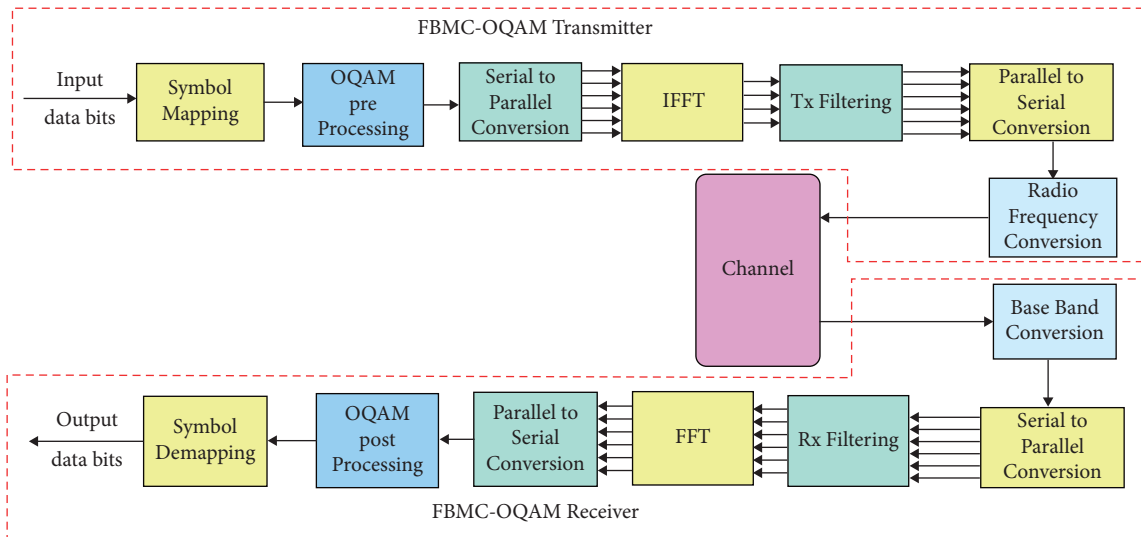 FBMC-OQAM Transmitter
Input
data bits
Symbol
Mapping
OQAM
pre
Processing
Serial to
Parallel
Conversion
IFFT
Tx Filtering
Parallel to
Serial
Conversion
Radio
Frequency
Conversion
Channel
Base Band
Conversion
Output
data bits
Symbol
Demapping
OQAM
post
Processing
Parallel to
Serial
Conversion
FFT
Rx Filtering
Serial to
Parallel
Conversion
FBMC-OQAM Receiver